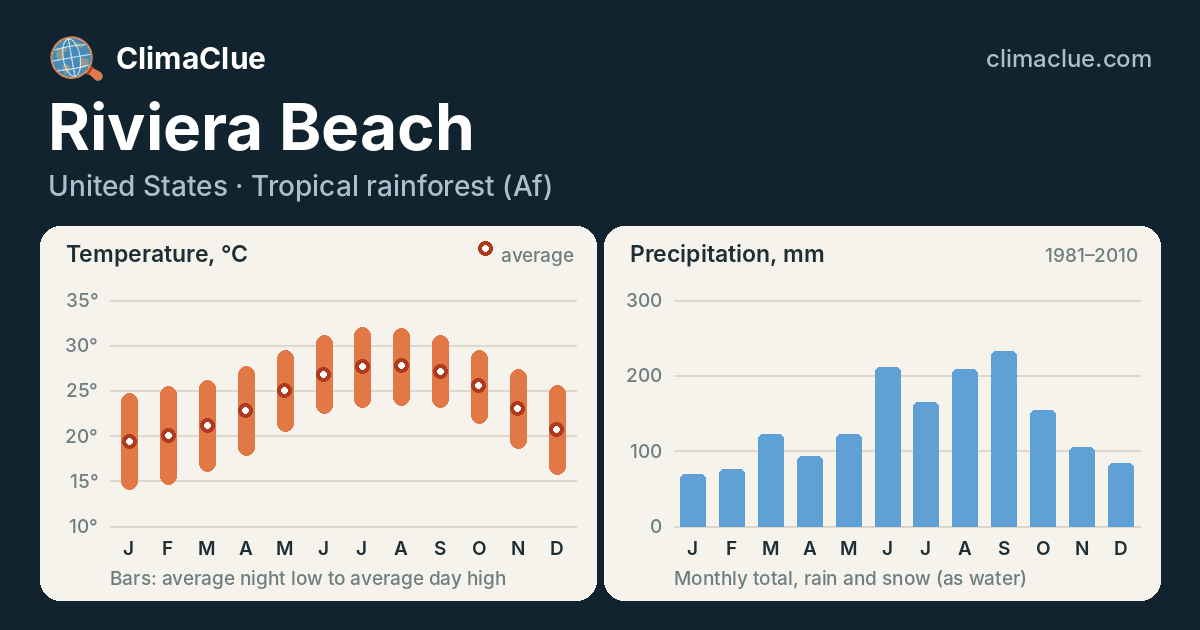 ClimaClue
climaclue.com
Riviera Beach
United States · Tropical rainforest (Af)
Temperature, °C
average
35°
30°
25°
20°
15°
10°
J F M A M J J A S O N D
Bars: average night low to average day high
Precipitation, mm
1981–2010
300
200
100
0
J F M A M J J A S O N D
Monthly total, rain and snow (as water)